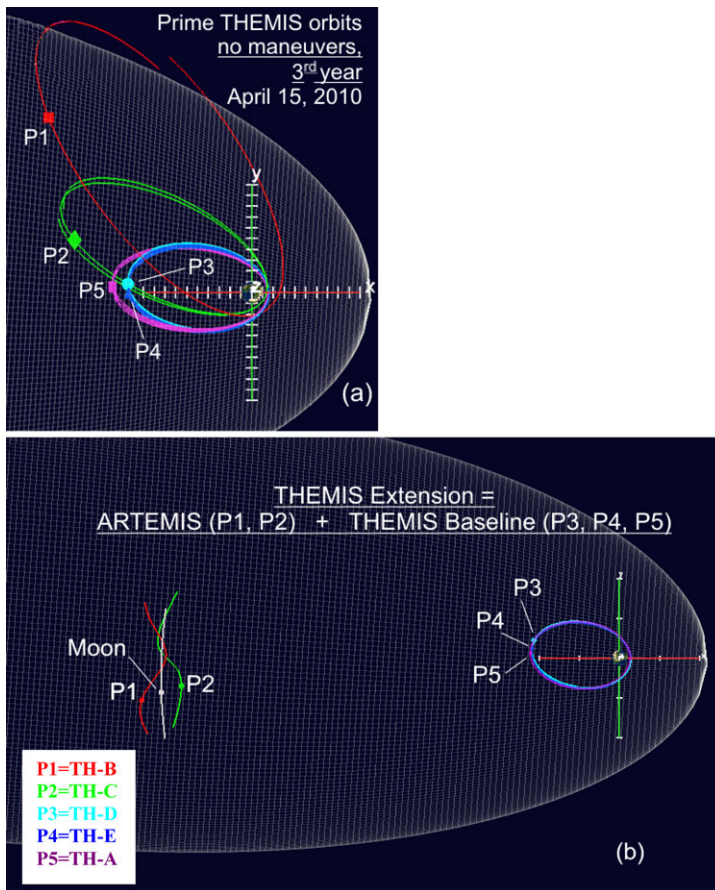 Prime THEMIS orbits
no maneuvers,
3rd year
April 15, 2010
P1
y
P2
P3
P5
z
x
P4
(a)
THEMIS Extension =
ARTEMIS (P1, P2) + THEMIS Baseline (P3, P4, P5)
P3
P4
Moon
P5
P1
P2
P1=TH-B
P2=TH-C
P3=TH-D
P4=TH-E
P5=TH-A
(b)